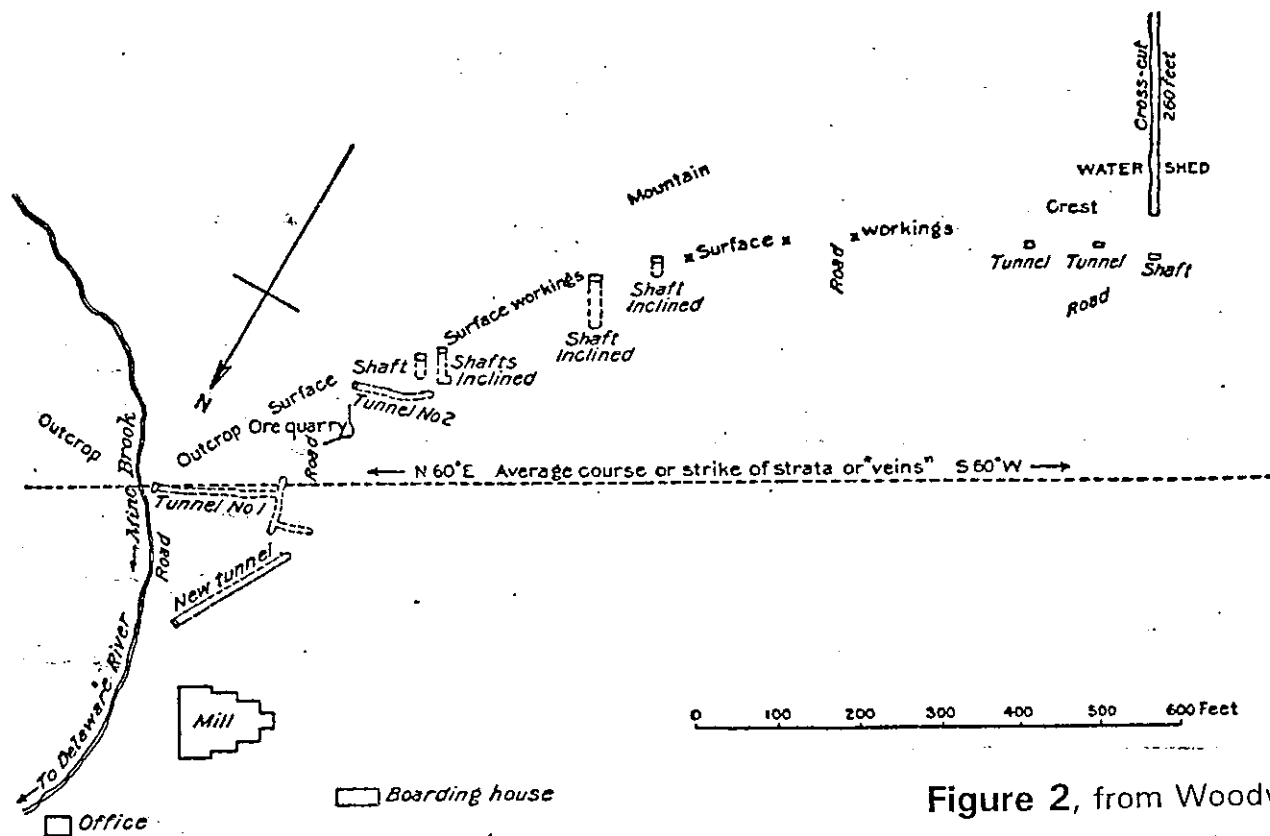 Cross-cut
260 feet
WATER SHED
Mountain
Crest
Surface workings
Tunnel
Tunnel
Shaft
Road
Road
Shaft
Inclined
Surface workings
Shaft
Inclined
Shaft
Shafts
Inclined
N
Surface
Tunnel No2
Outcrop
Outcrop
Ore quarry
Road
Mine Brook
← N 60°E Average course or strike of strata or "veins" S 60°W →
Tunnel No 1
Road
New tunnel
To Delaware River
Mill
0 100 200 300 400 500 600 Feet
Boarding house
Office
Figure 2, from